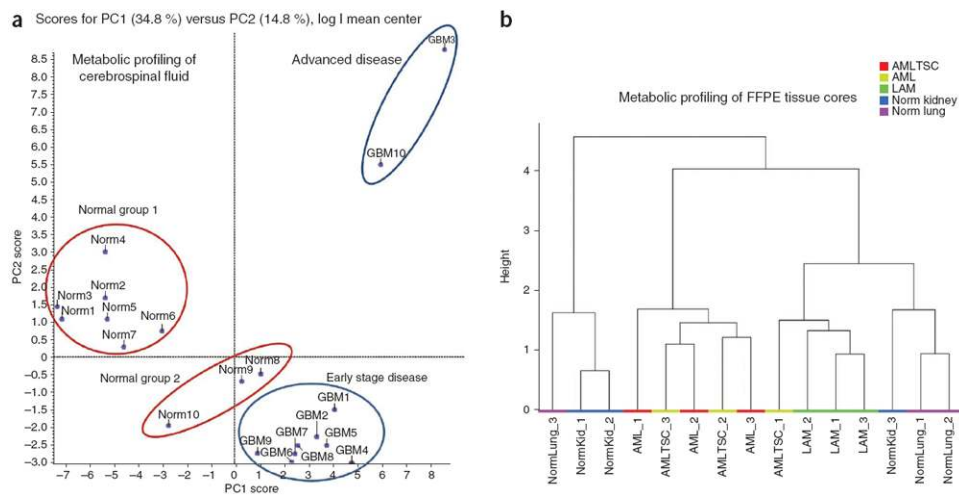 a
Scores for PC1 (34.8 %) versus PC2 (14.8 %), log I mean center
Metabolic profiling of
cerebrospinal fluid
Advanced disease
GBM3
GBM10
Normal group 1
Norm4
Norm2
Norm3
Norm1
Norm5
Norm6
Norm7
Normal group 2
Norm8
Norm9
Norm10
Early stage disease
GBM1
GBM2
GBM7
GBM5
GBM9
GBM6
GBM8
GBM4
PC2 score
8.5
8.0
7.5
7.0
6.5
6.0
5.5
5.0
4.5
4.0
3.5
3.0
2.5
2.0
1.5
1.0
0.5
0
–0.5
–1.0
–1.5
–2.0
–2.5
–3.0
–7 –6 –5 –4 –3 –2 –1 0 1 2 3 4 5 6 7 8
PC1 score
b
AMLTSC
AML
LAM
Norm kidney
Norm lung
Metabolic profiling of FFPE tissue cores
Height
4
3
2
1
0
NormLung_3
NormKid_1
NormKid_2
AML_1
AMLTSC_3
AML_2
AMLTSC_2
AML_3
AMLTSC_1
LAM_2
LAM_1
LAM_3
NormKid_3
NormLung_1
NormLung_2